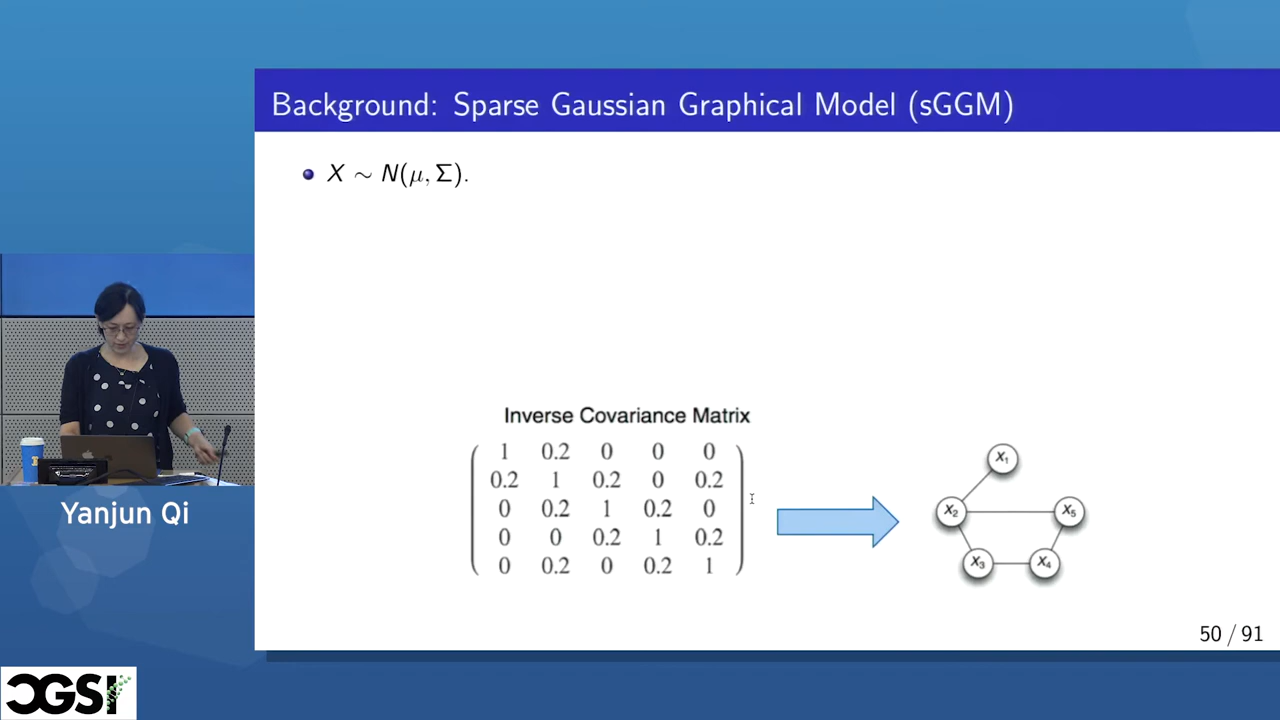 Background: Sparse Gaussian Graphical Model (sGGM)
X ∼ N(μ, Σ).
Inverse Covariance Matrix
1 0.2 0 0 0
0.2 1 0.2 0 0.2
0 0.2 1 0.2 0
0 0 0.2 1 0.2
0 0.2 0 0.2 1
X₁
X₂
X₅
X₃
X₄
50 / 91
Yanjun Qi
CGSI